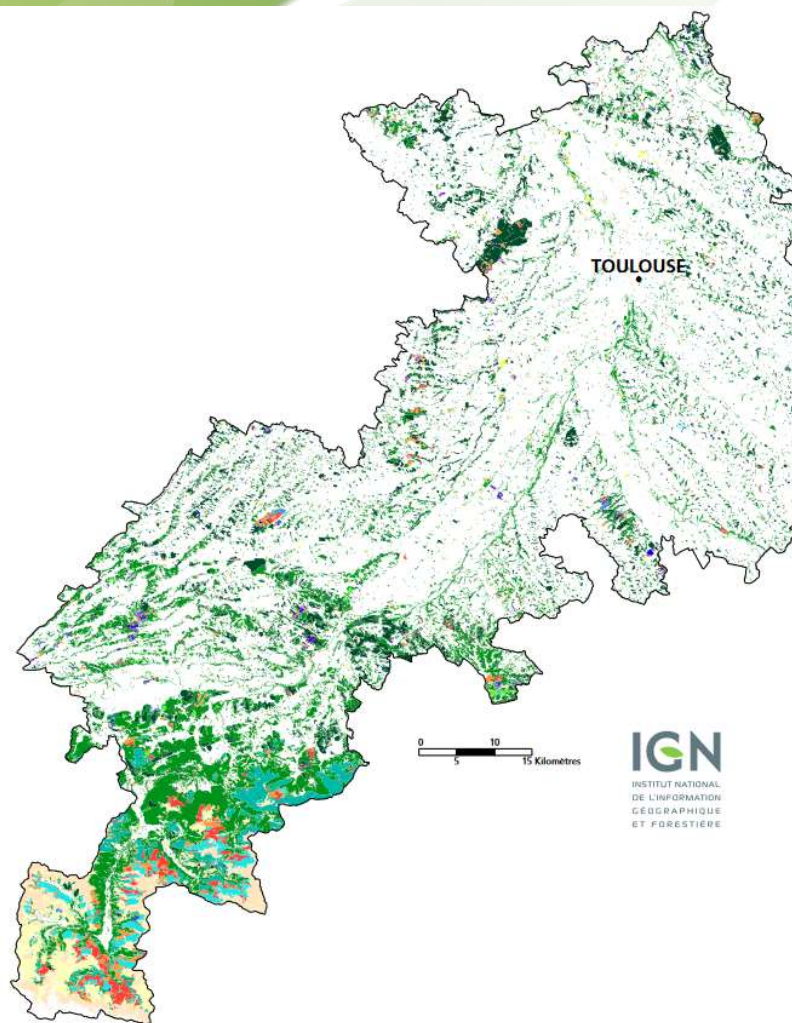 TOULOUSE
0 10
5 15 Kilomètres
IGN
INSTITUT NATIONAL
DE L'INFORMATION
GÉOGRAPHIQUE
ET FORESTIÈRE